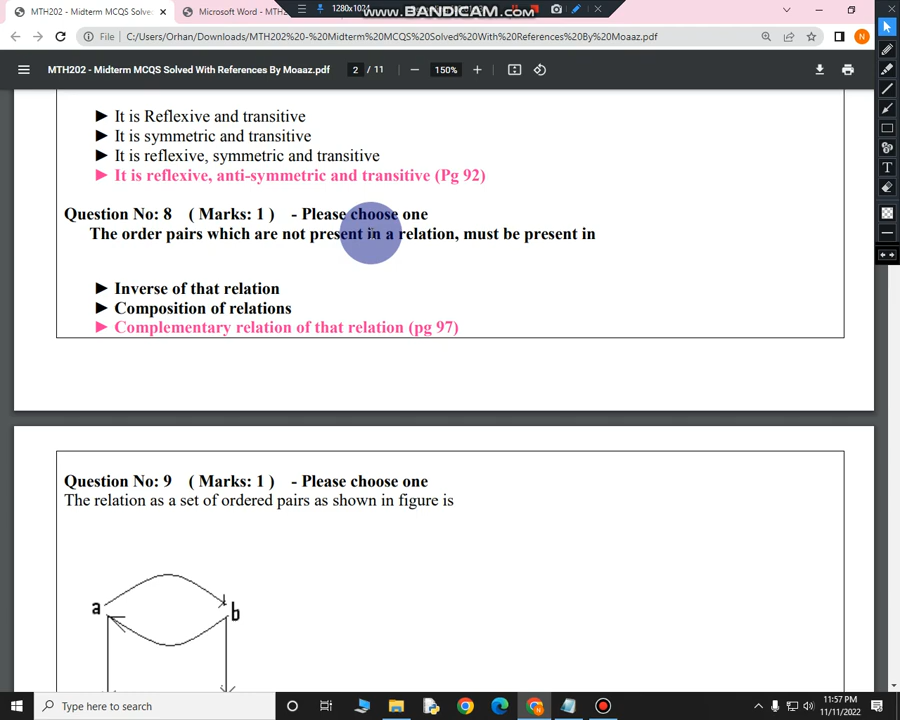 MTH202 - Midterm MCQS Solve
Microsoft Word - MTH2
1280x1024
WWW.BANDICAM.COM
File C:/Users/Orhan/Downloads/MTH202%20-%20Midterm%20MCQS%20Solved%20With%20References%20By%20Moaaz.pdf
N
MTH202 - Midterm MCQS Solved With References By Moaaz.pdf
2 / 11
150%
► It is Reflexive and transitive
► It is symmetric and transitive
► It is reflexive, symmetric and transitive
► It is reflexive, anti-symmetric and transitive (Pg 92)
Question No: 8 ( Marks: 1 ) - Please choose one
The order pairs which are not present in a relation, must be present in
► Inverse of that relation
► Composition of relations
► Complementary relation of that relation (pg 97)
Question No: 9 ( Marks: 1 ) - Please choose one
The relation as a set of ordered pairs as shown in figure is
a
b
Type here to search
11:57 PM
11/11/2022